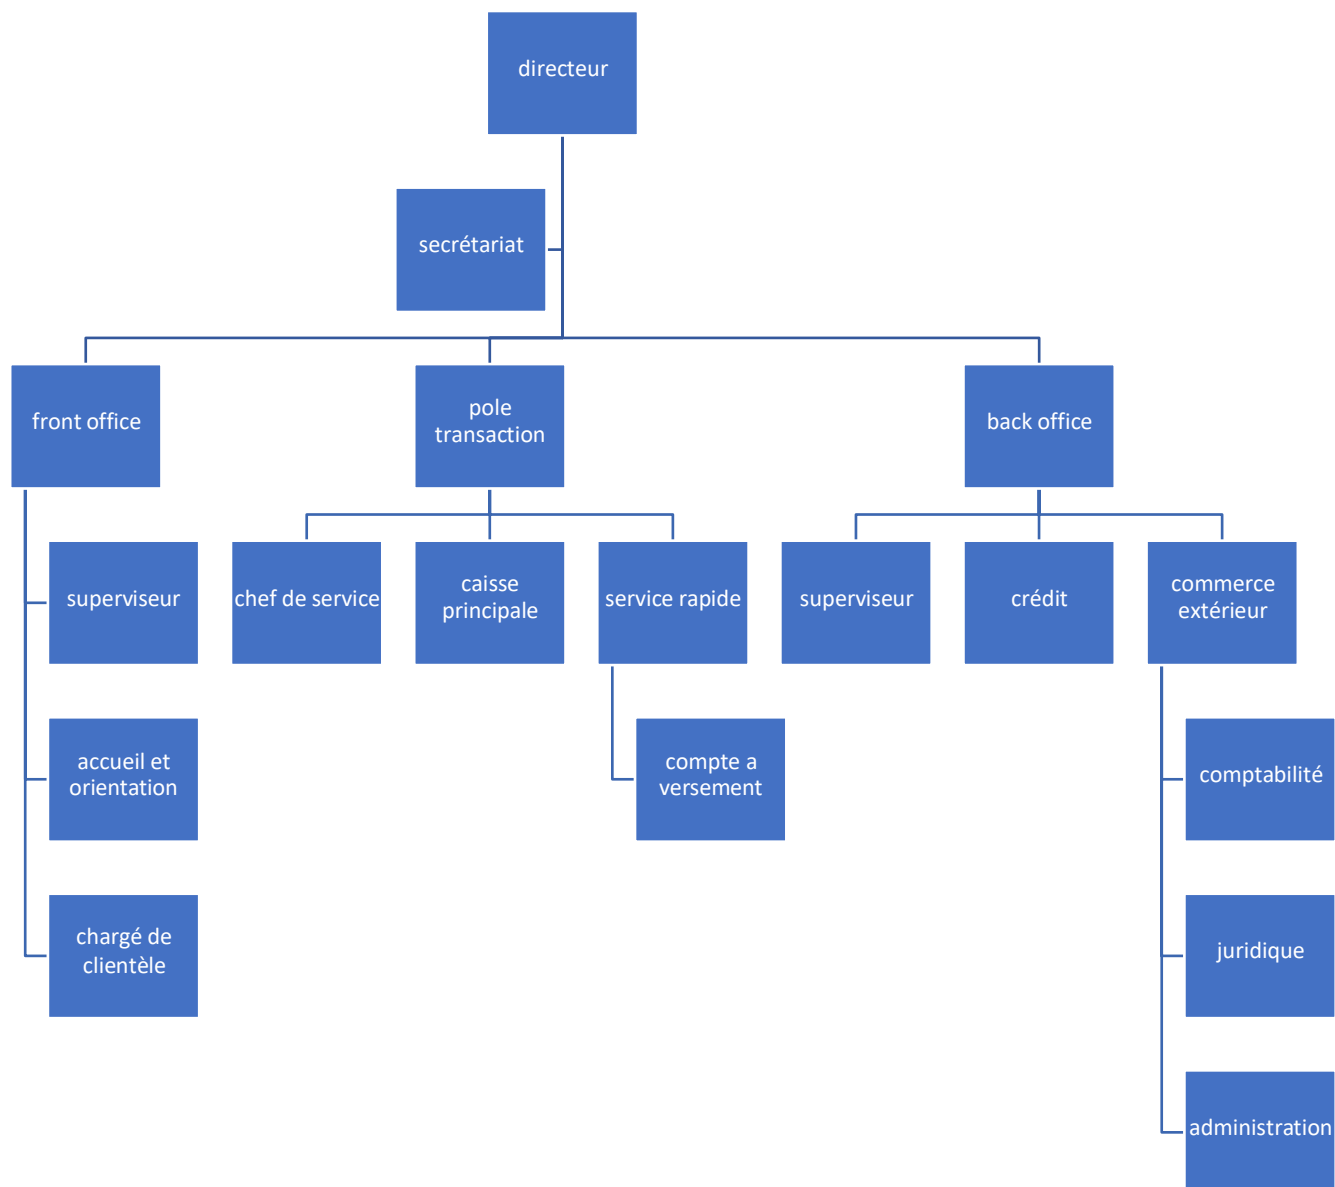 directeur
secrétariat
front office
pole
transaction
back office
superviseur
chef de service
caisse
principale
service rapide
superviseur
crédit
commerce
extérieur
accueil et
orientation
compte a
versement
comptabilité
chargé de
clientèle
juridique
administration